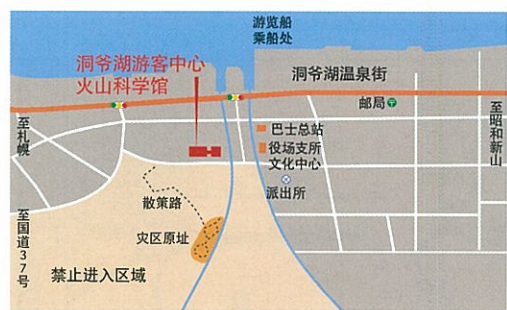 游览船
乘船处
洞爷湖游客中心
火山科学馆
洞爷湖温泉街
邮局
至札幌
至昭和新山
巴士总站
役场支所
文化中心
派出所
散策路
灾区原址
至国道37号
禁止进入区域